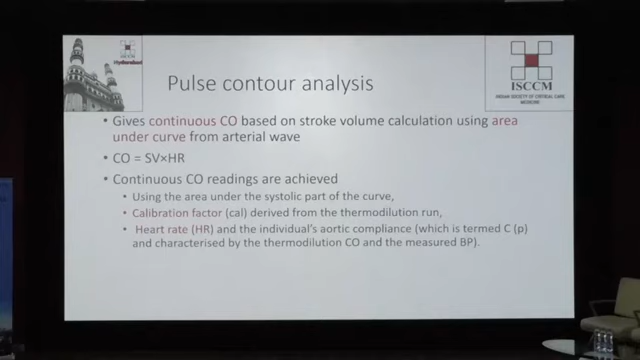 ISCCM
Hyderabad
ISCCM
INDIAN SOCIETY OF CRITICAL CARE
MEDICINE
Pulse contour analysis
• Gives continuous CO based on stroke volume calculation using area
under curve from arterial wave
• CO = SV×HR
• Continuous CO readings are achieved
• Using the area under the systolic part of the curve,
• Calibration factor (cal) derived from the thermodilution run,
• Heart rate (HR) and the individual's aortic compliance (which is termed C (p)
and characterised by the thermodilution CO and the measured BP).